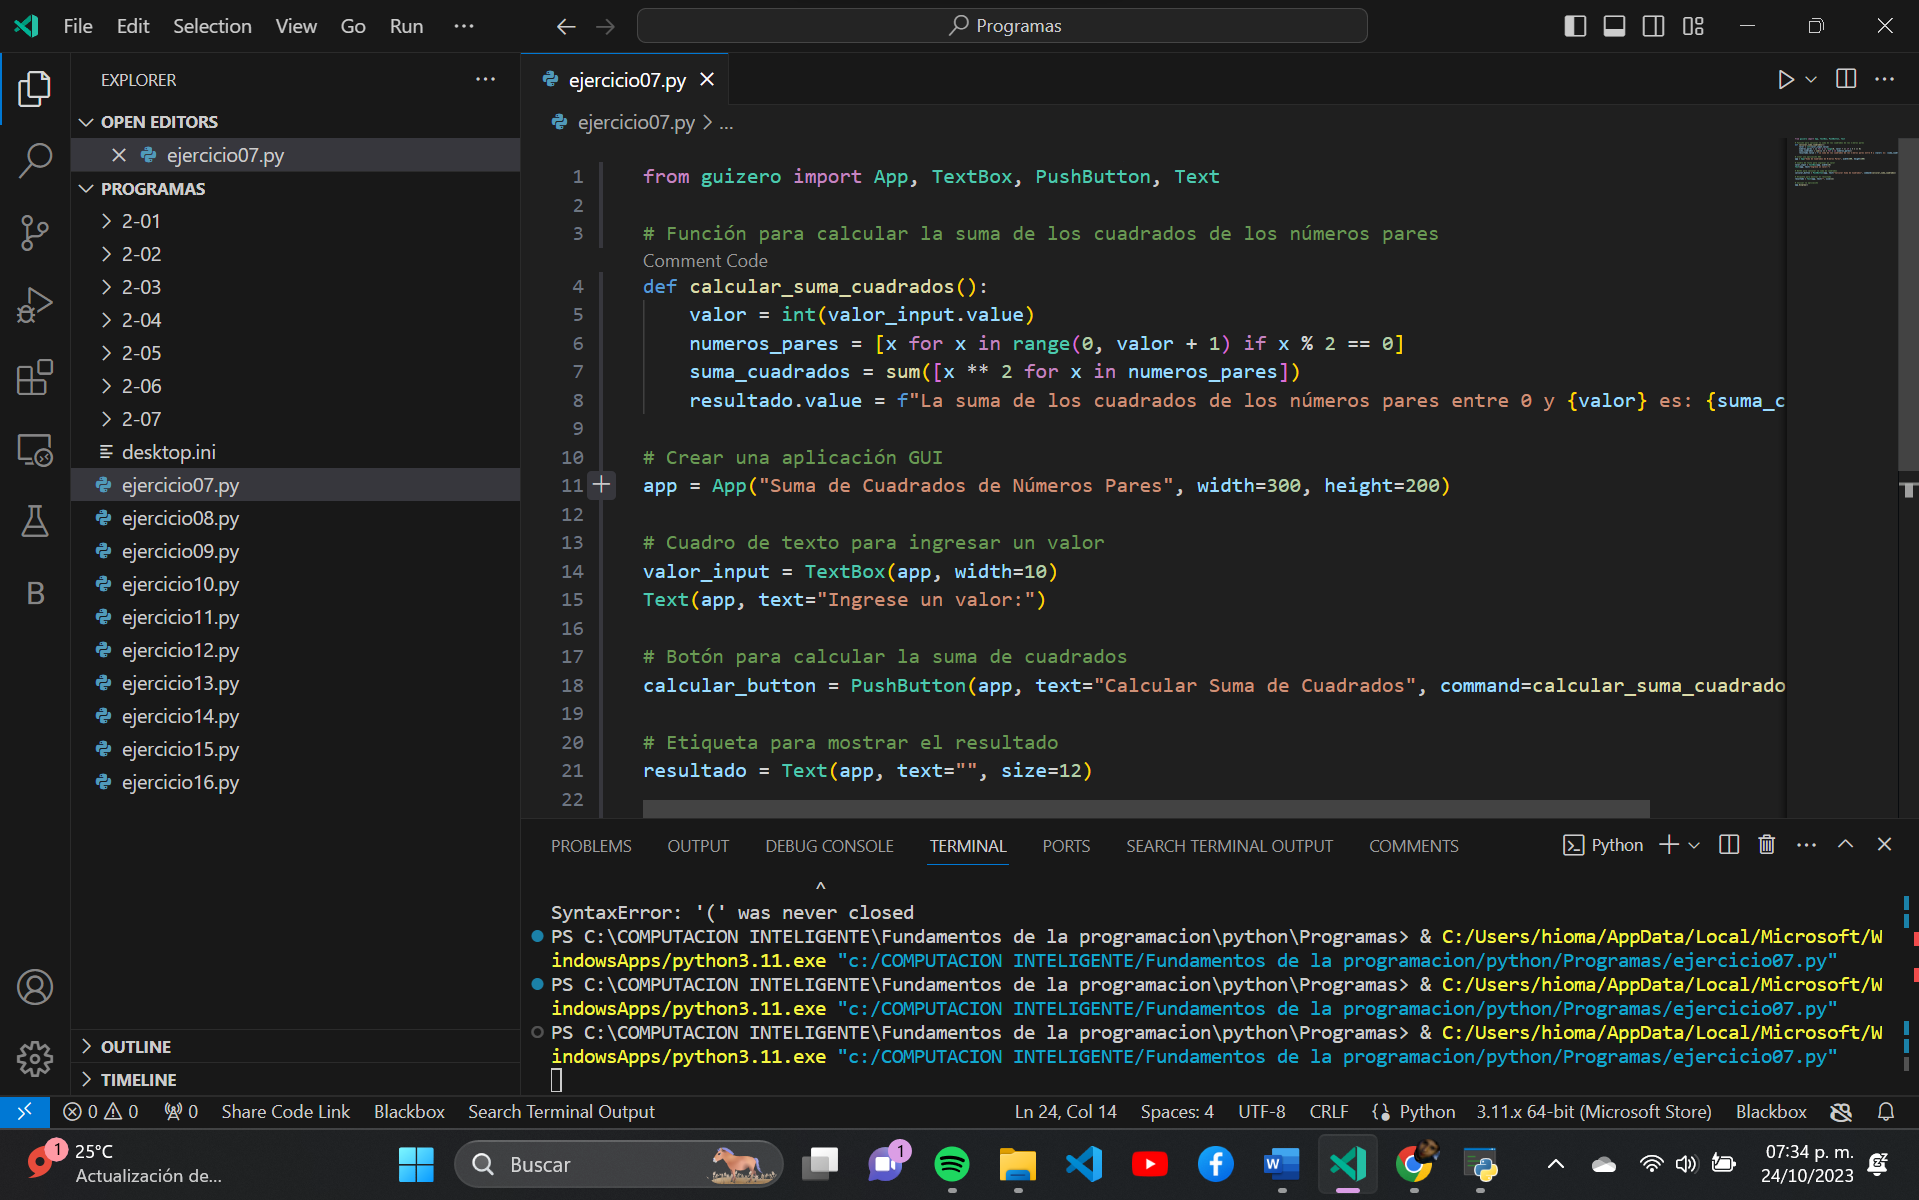 File Edit Selection View Go Run ···
Programas
EXPLORER
ejercicio07.py
OPEN EDITORS
ejercicio07.py
ejercicio07.py > ...
PROGRAMAS
2-01
2-02
2-03
2-04
2-05
2-06
2-07
desktop.ini
ejercicio07.py
ejercicio08.py
ejercicio09.py
ejercicio10.py
ejercicio11.py
ejercicio12.py
ejercicio13.py
ejercicio14.py
ejercicio15.py
ejercicio16.py
OUTLINE
TIMELINE
1 from guizero import App, TextBox, PushButton, Text
2
3 # Función para calcular la suma de los cuadrados de los números pares
Comment Code
4 def calcular_suma_cuadrados():
5     valor = int(valor_input.value)
6     numeros_pares = [x for x in range(0, valor + 1) if x % 2 == 0]
7     suma_cuadrados = sum([x ** 2 for x in numeros_pares])
8     resultado.value = f"La suma de los cuadrados de los números pares entre 0 y {valor} es: {suma_c
9
10 # Crear una aplicación GUI
11 app = App("Suma de Cuadrados de Números Pares", width=300, height=200)
12
13 # Cuadro de texto para ingresar un valor
14 valor_input = TextBox(app, width=10)
15 Text(app, text="Ingrese un valor:")
16
17 # Botón para calcular la suma de cuadrados
18 calcular_button = PushButton(app, text="Calcular Suma de Cuadrados", command=calcular_suma_cuadrado
19
20 # Etiqueta para mostrar el resultado
21 resultado = Text(app, text="", size=12)
22
PROBLEMS OUTPUT DEBUG CONSOLE TERMINAL PORTS SEARCH TERMINAL OUTPUT COMMENTS Python
^
SyntaxError: '(' was never closed
PS C:\COMPUTACION INTELIGENTE\Fundamentos de la programacion\python\Programas> & C:/Users/hioma/AppData/Local/Microsoft/W
indowsApps/python3.11.exe "c:/COMPUTACION INTELIGENTE/Fundamentos de la programacion/python/Programas/ejercicio07.py"
PS C:\COMPUTACION INTELIGENTE\Fundamentos de la programacion\python\Programas> & C:/Users/hioma/AppData/Local/Microsoft/W
indowsApps/python3.11.exe "c:/COMPUTACION INTELIGENTE/Fundamentos de la programacion/python/Programas/ejercicio07.py"
PS C:\COMPUTACION INTELIGENTE\Fundamentos de la programacion\python\Programas> & C:/Users/hioma/AppData/Local/Microsoft/W
indowsApps/python3.11.exe "c:/COMPUTACION INTELIGENTE/Fundamentos de la programacion/python/Programas/ejercicio07.py"
B
0 0 0 Share Code Link Blackbox Search Terminal Output Ln 24, Col 14 Spaces: 4 UTF-8 CRLF Python 3.11.x 64-bit (Microsoft Store) Blackbox
1
25°C
Actualización de...
Buscar
1
07:34 p. m.
24/10/2023